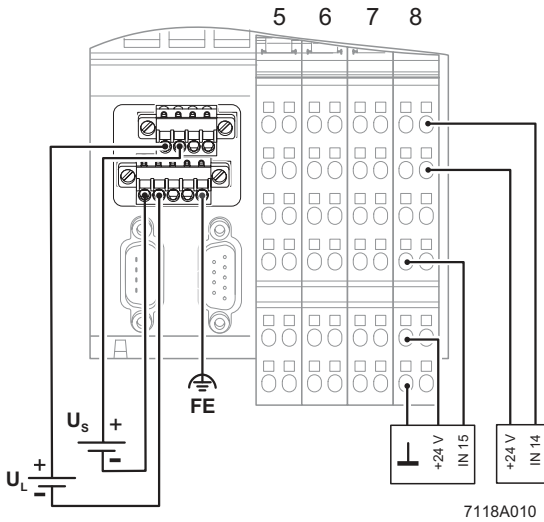 5 6 7 8
FE
U_S + -
U_L + -
+24 V
IN 15
+24 V
IN 14
7118A010